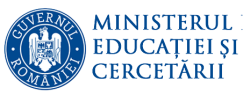 GUVERNUL ROMÂNIEI
MINISTERUL
EDUCAȚIEI ȘI
CERCETĂRII